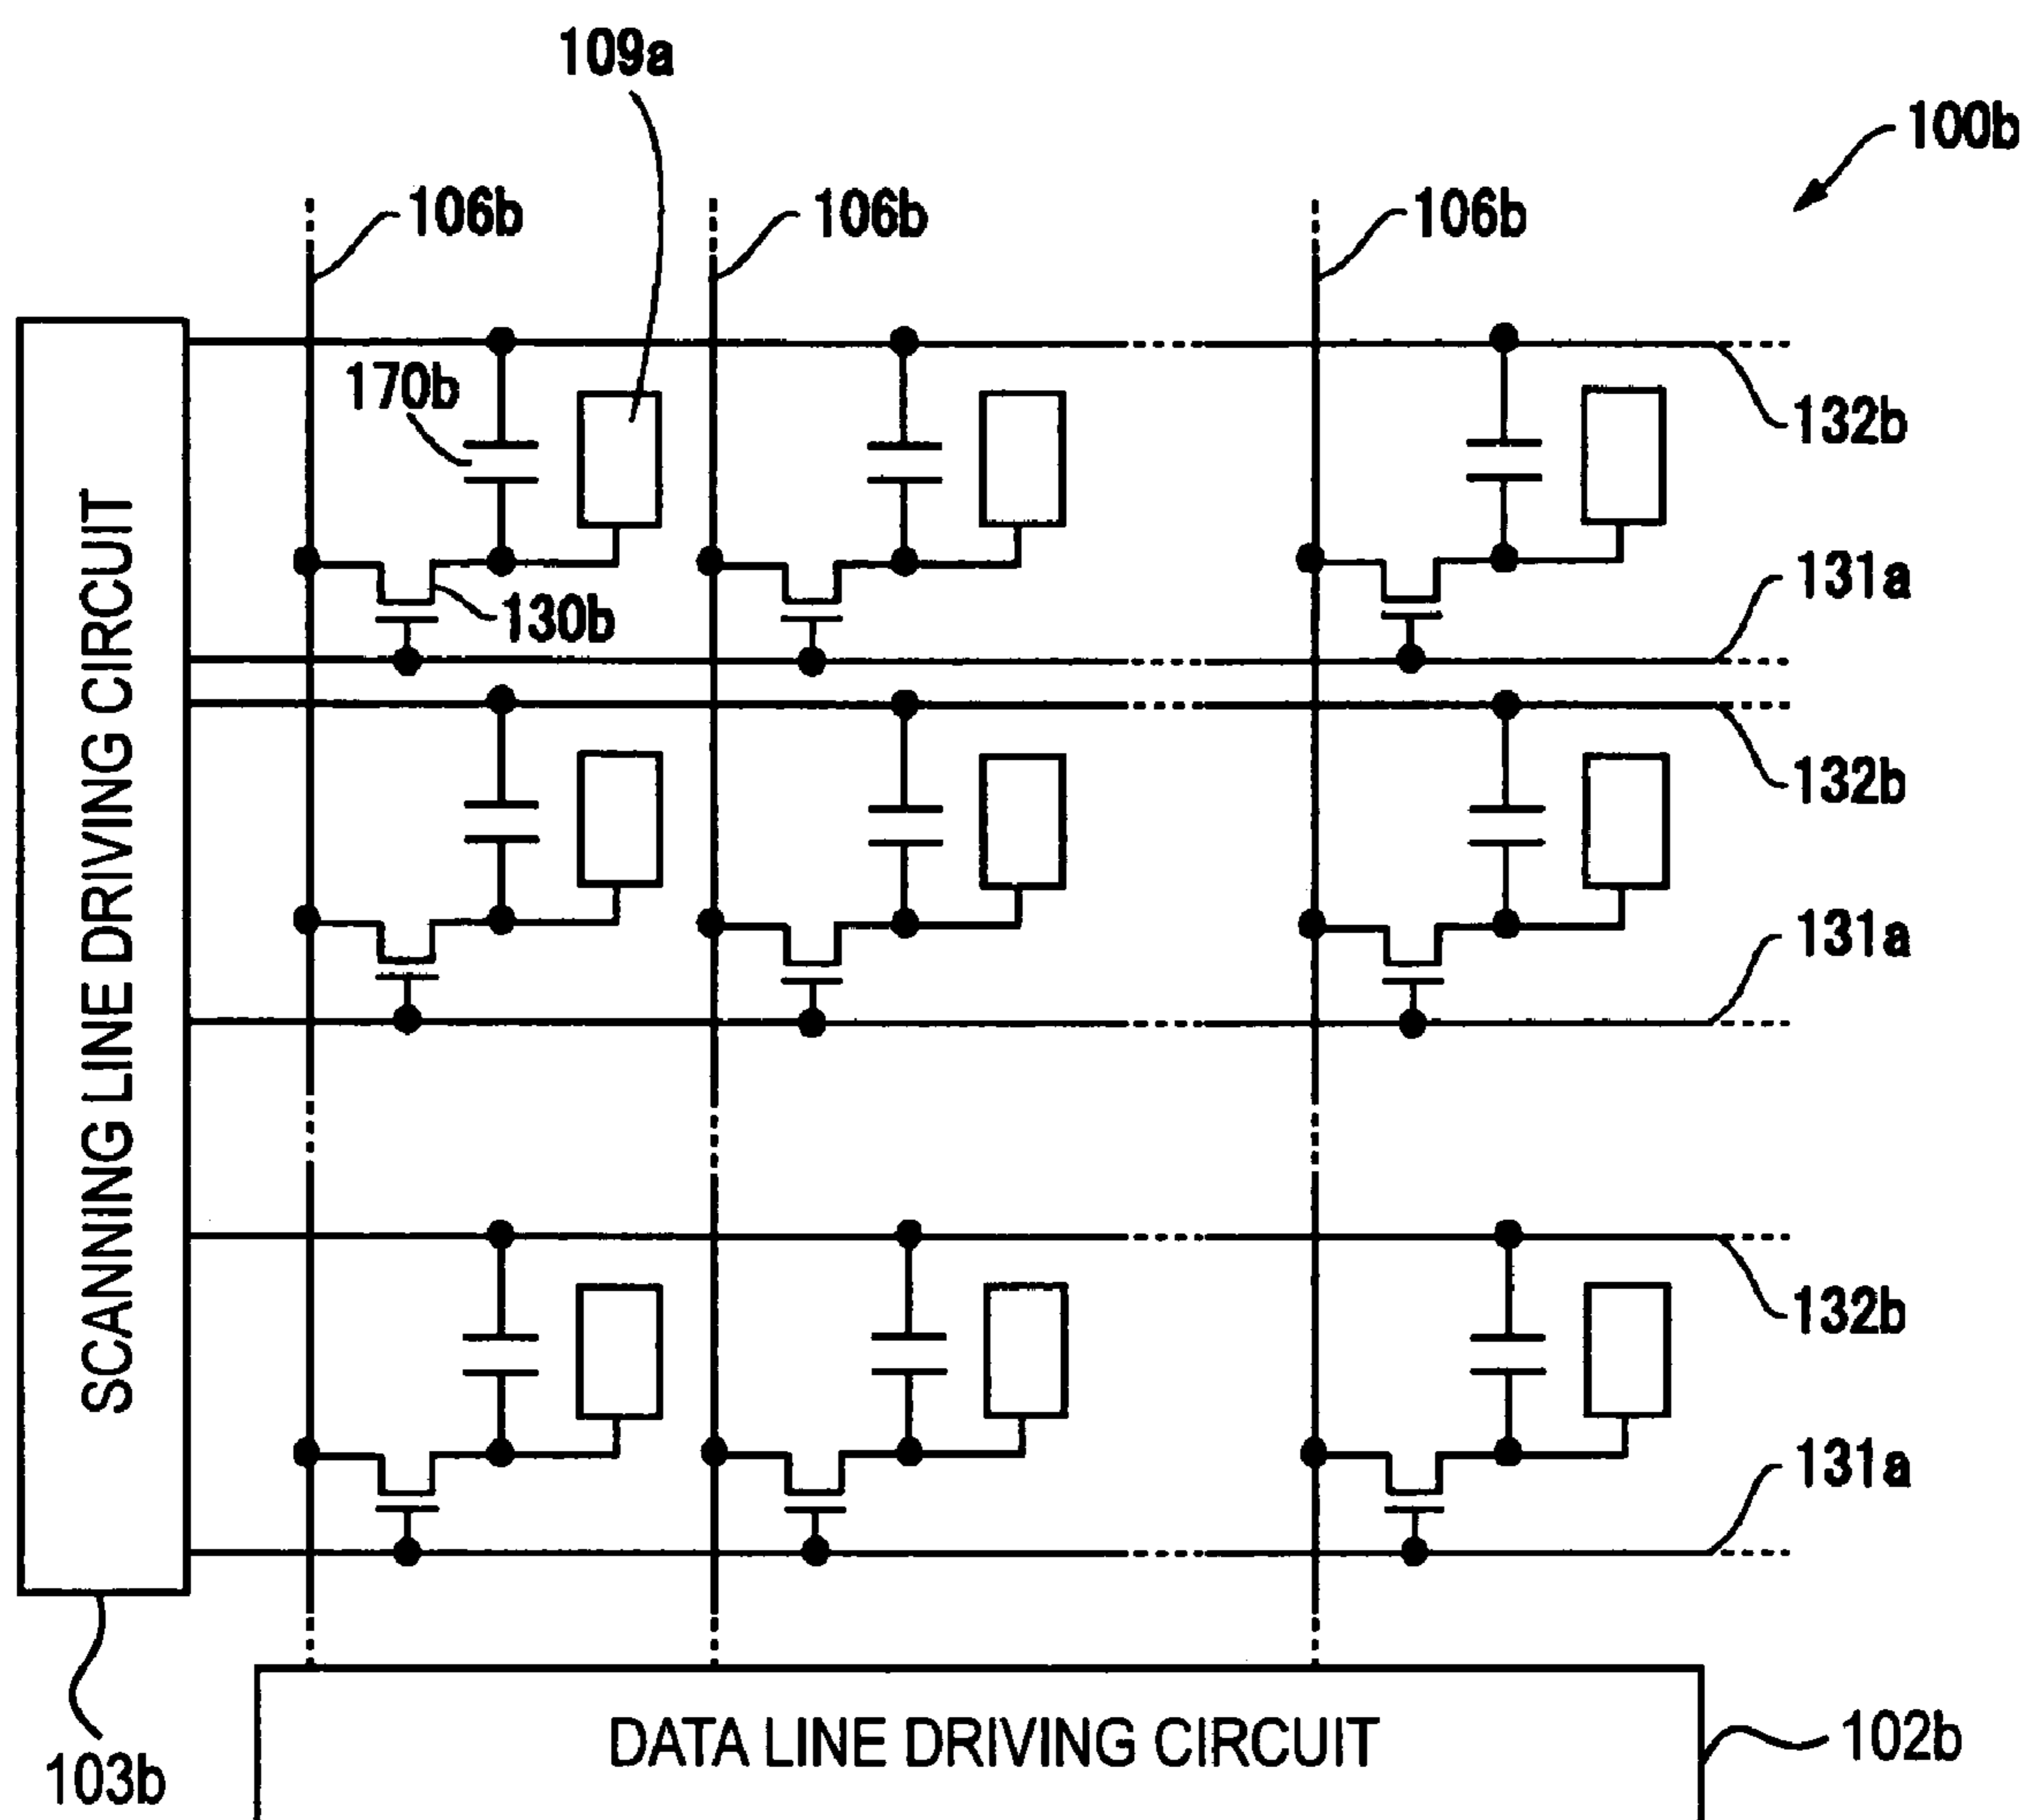 109a
100b
106b
106b
106b
170b
132b
131a
130b
132b
131a
132b
131a
SCANNING LINE DRIVING CIRCUIT
DATA LINE DRIVING CIRCUIT
102b
103b